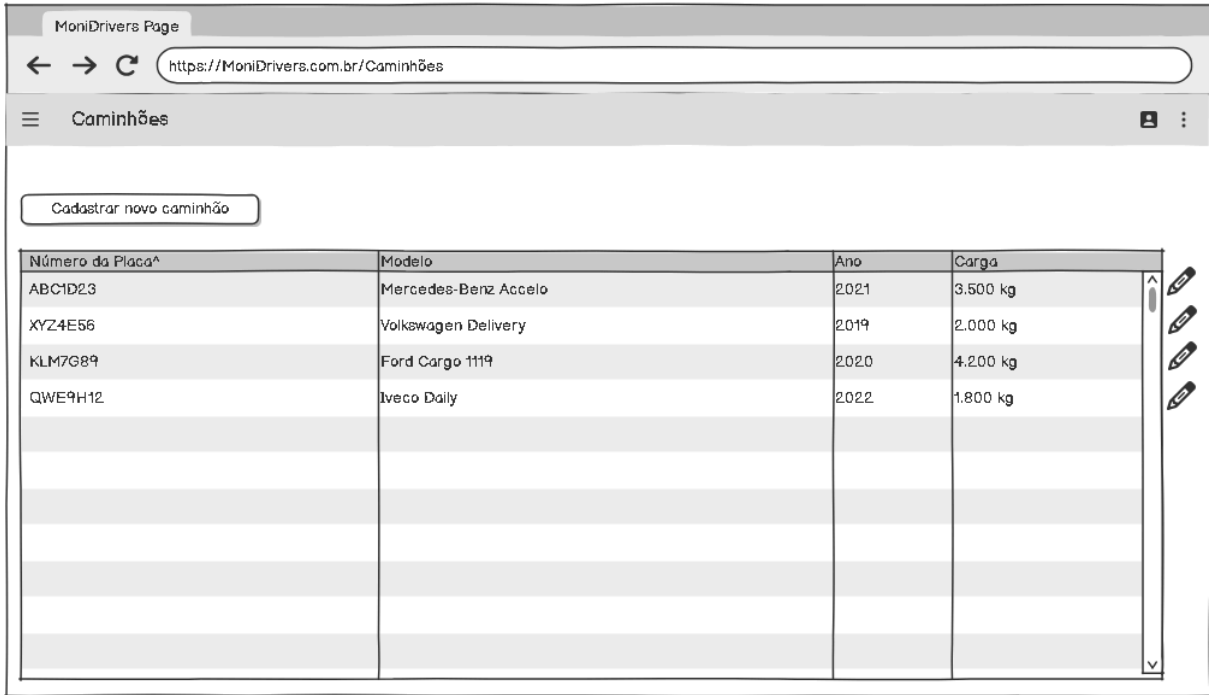 MoniDrivers Page
https://MoniDrivers.com.br/Caminhões
Caminhões
Cadastrar novo caminhão
Número da Placa^ Modelo Ano Carga
ABC1D23 Mercedes-Benz Accelo 2021 3.500 kg
XYZ4E56 Volkswagen Delivery 2019 2.000 kg
KLM7G89 Ford Cargo 1119 2020 4.200 kg
QWE9H12 Iveco Daily 2022 1.800 kg